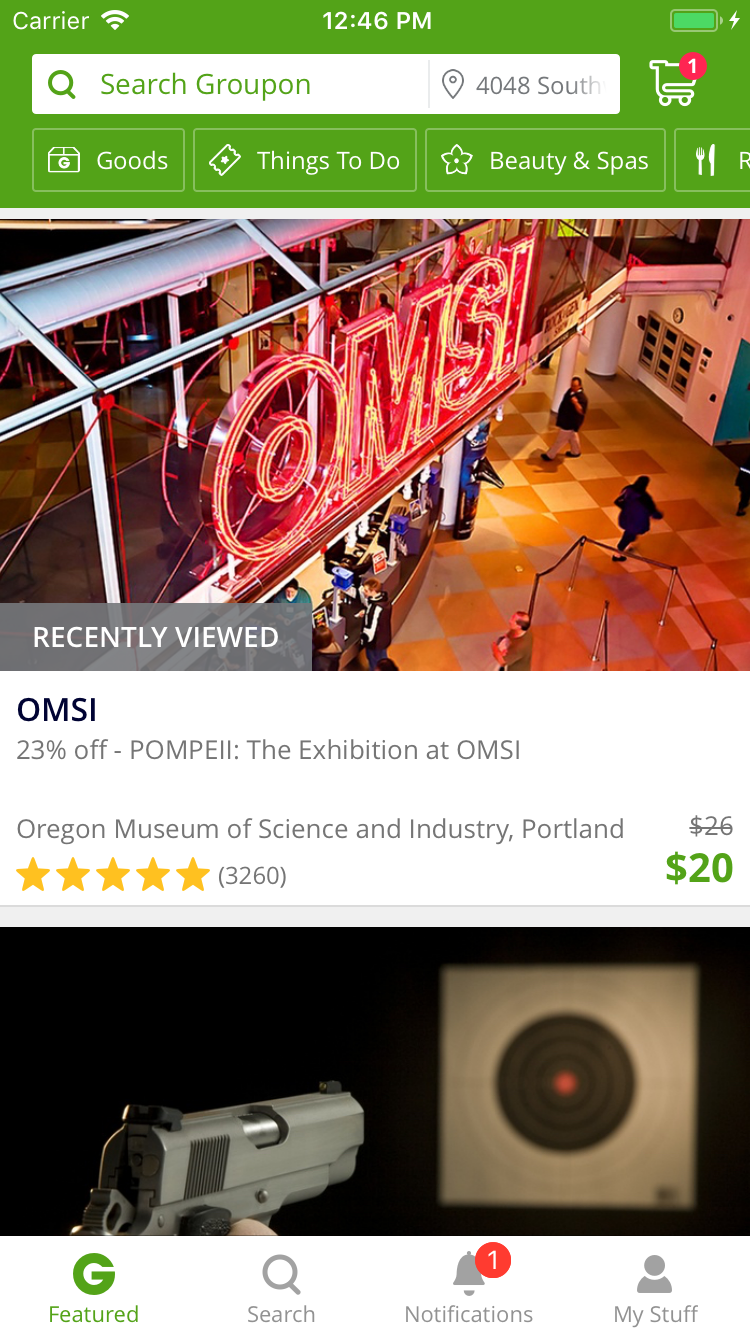 Carrier 12:46 PM
Search Groupon 4048 South
1
Goods Things To Do Beauty & Spas R
OMSI
RECENTLY VIEWED
OMSI
23% off - POMPEII: The Exhibition at OMSI
Oregon Museum of Science and Industry, Portland $26
(3260) $20
1
Featured Search Notifications My Stuff